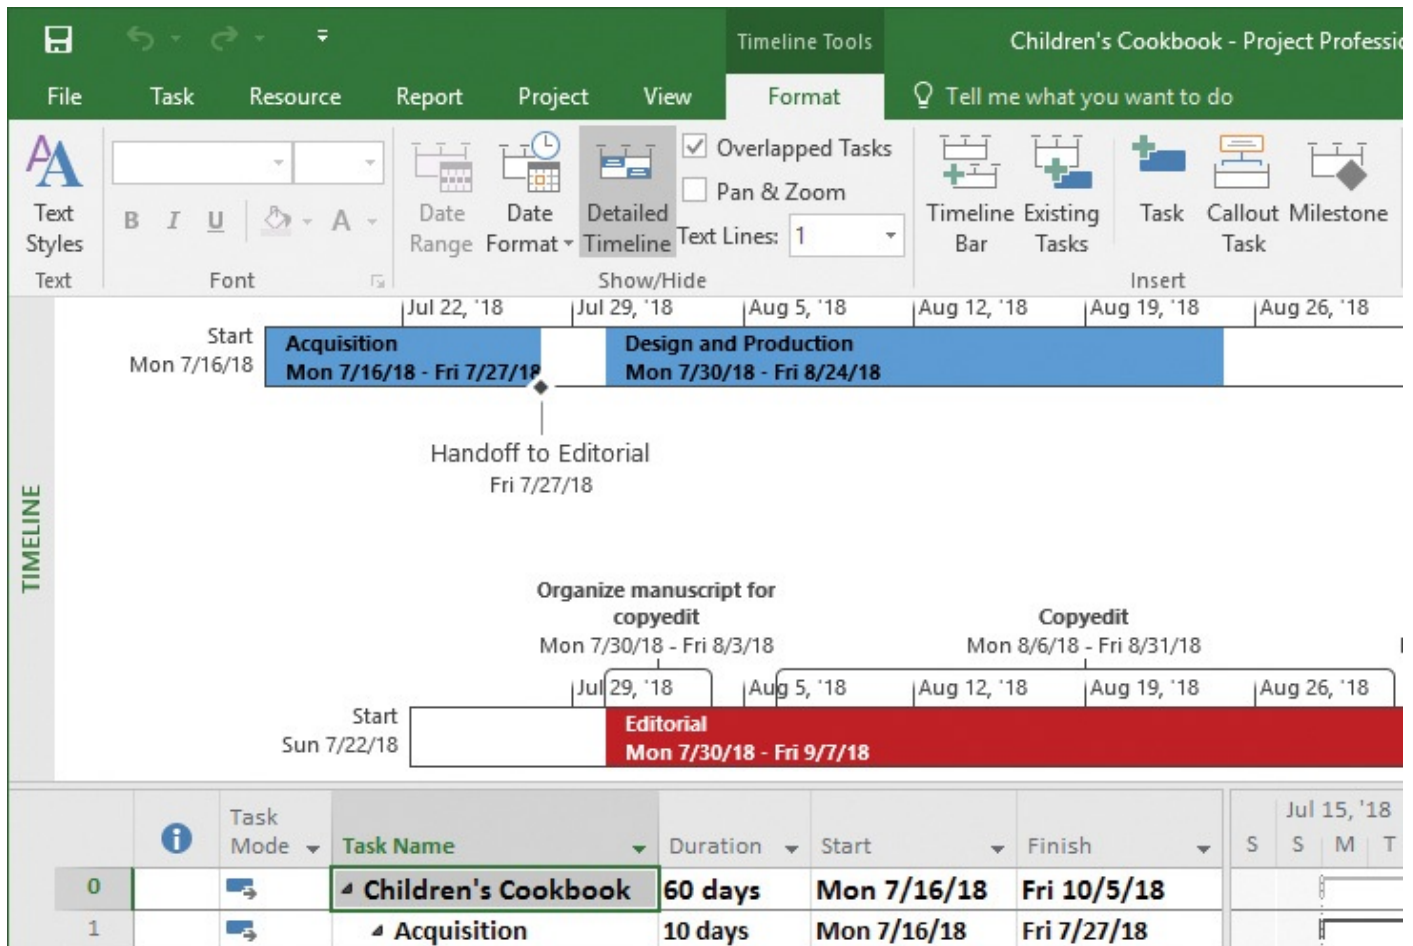 Timeline Tools
Children's Cookbook - Project Professi
File Task Resource Report Project View Format Tell me what you want to do
Text Styles
Text
B I U A
Font
Date Range
Date Format
Detailed Timeline
Overlapped Tasks
Pan & Zoom
Text Lines: 1
Show/Hide
Timeline Bar
Existing Tasks
Task
Callout Task
Milestone
Insert
TIMELINE
Jul 22, '18 Jul 29, '18 Aug 5, '18 Aug 12, '18 Aug 19, '18 Aug 26, '18
Start
Mon 7/16/18
Acquisition
Mon 7/16/18 - Fri 7/27/18
Design and Production
Mon 7/30/18 - Fri 8/24/18
Handoff to Editorial
Fri 7/27/18
Organize manuscript for
copyedit
Mon 7/30/18 - Fri 8/3/18
Copyedit
Mon 8/6/18 - Fri 8/31/18
Jul 29, '18 Aug 5, '18 Aug 12, '18 Aug 19, '18 Aug 26, '18
Start
Sun 7/22/18
Editorial
Mon 7/30/18 - Fri 9/7/18
Task Mode Task Name Duration Start Finish
Jul 15, '18
S S M T
0 Children's Cookbook 60 days Mon 7/16/18 Fri 10/5/18
1 Acquisition 10 days Mon 7/16/18 Fri 7/27/18